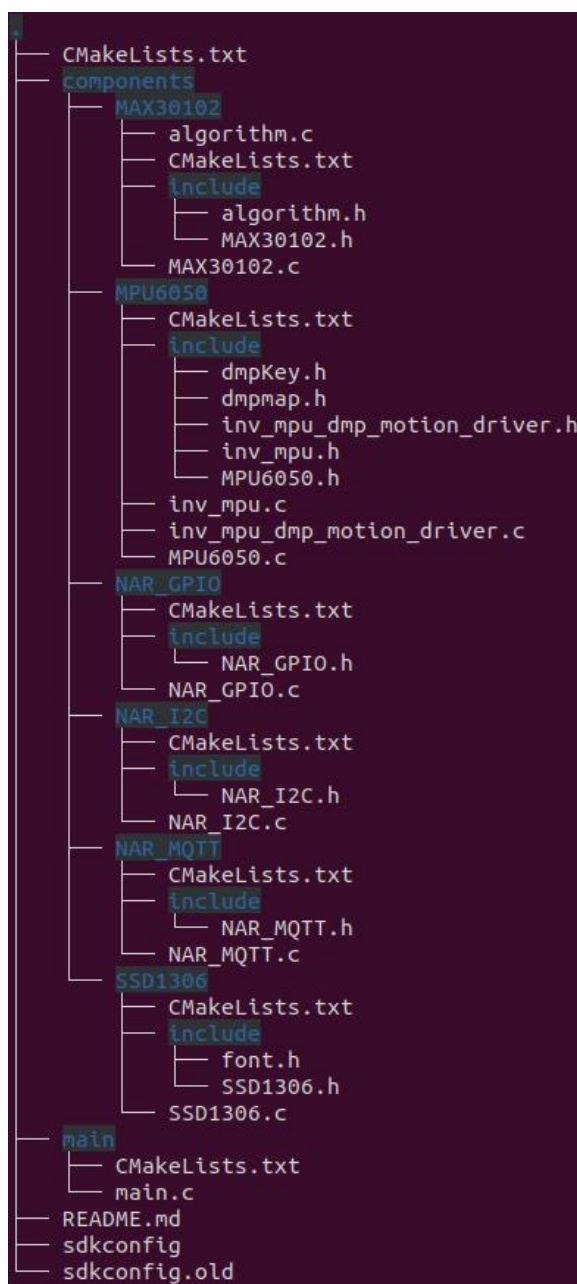 .
├── CMakeLists.txt
├── components
│   ├── MAX30102
│   │   ├── algorithm.c
│   │   ├── CMakeLists.txt
│   │   ├── include
│   │   │   ├── algorithm.h
│   │   │   └── MAX30102.h
│   │   └── MAX30102.c
│   ├── MPU6050
│   │   ├── CMakeLists.txt
│   │   ├── include
│   │   │   ├── dmpKey.h
│   │   │   ├── dmpmap.h
│   │   │   ├── inv_mpu_dmp_motion_driver.h
│   │   │   ├── inv_mpu.h
│   │   │   └── MPU6050.h
│   │   ├── inv_mpu.c
│   │   ├── inv_mpu_dmp_motion_driver.c
│   │   └── MPU6050.c
│   ├── NAR_GPIO
│   │   ├── CMakeLists.txt
│   │   ├── include
│   │   │   └── NAR_GPIO.h
│   │   └── NAR_GPIO.c
│   ├── NAR_I2C
│   │   ├── CMakeLists.txt
│   │   ├── include
│   │   │   └── NAR_I2C.h
│   │   └── NAR_I2C.c
│   ├── NAR_MQTT
│   │   ├── CMakeLists.txt
│   │   ├── include
│   │   │   └── NAR_MQTT.h
│   │   └── NAR_MQTT.c
│   └── SSD1306
│       ├── CMakeLists.txt
│       ├── include
│       │   ├── font.h
│       │   └── SSD1306.h
│       └── SSD1306.c
├── main
│   ├── CMakeLists.txt
│   └── main.c
├── README.md
├── sdkconfig
└── sdkconfig.old